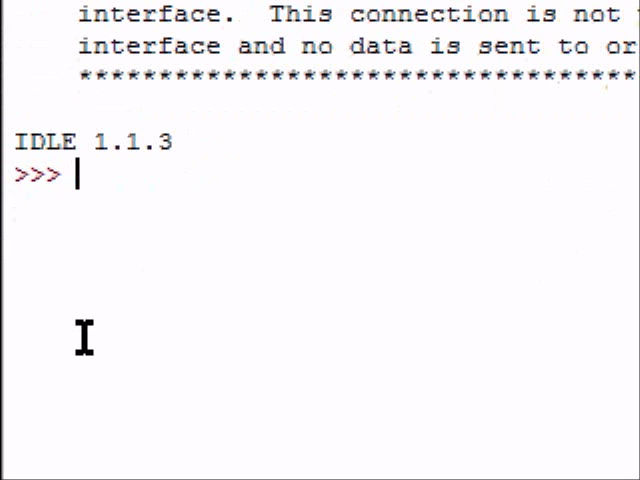 interface.  This connection is not
interface and no data is sent to or
***********************************
IDLE 1.1.3
>>>